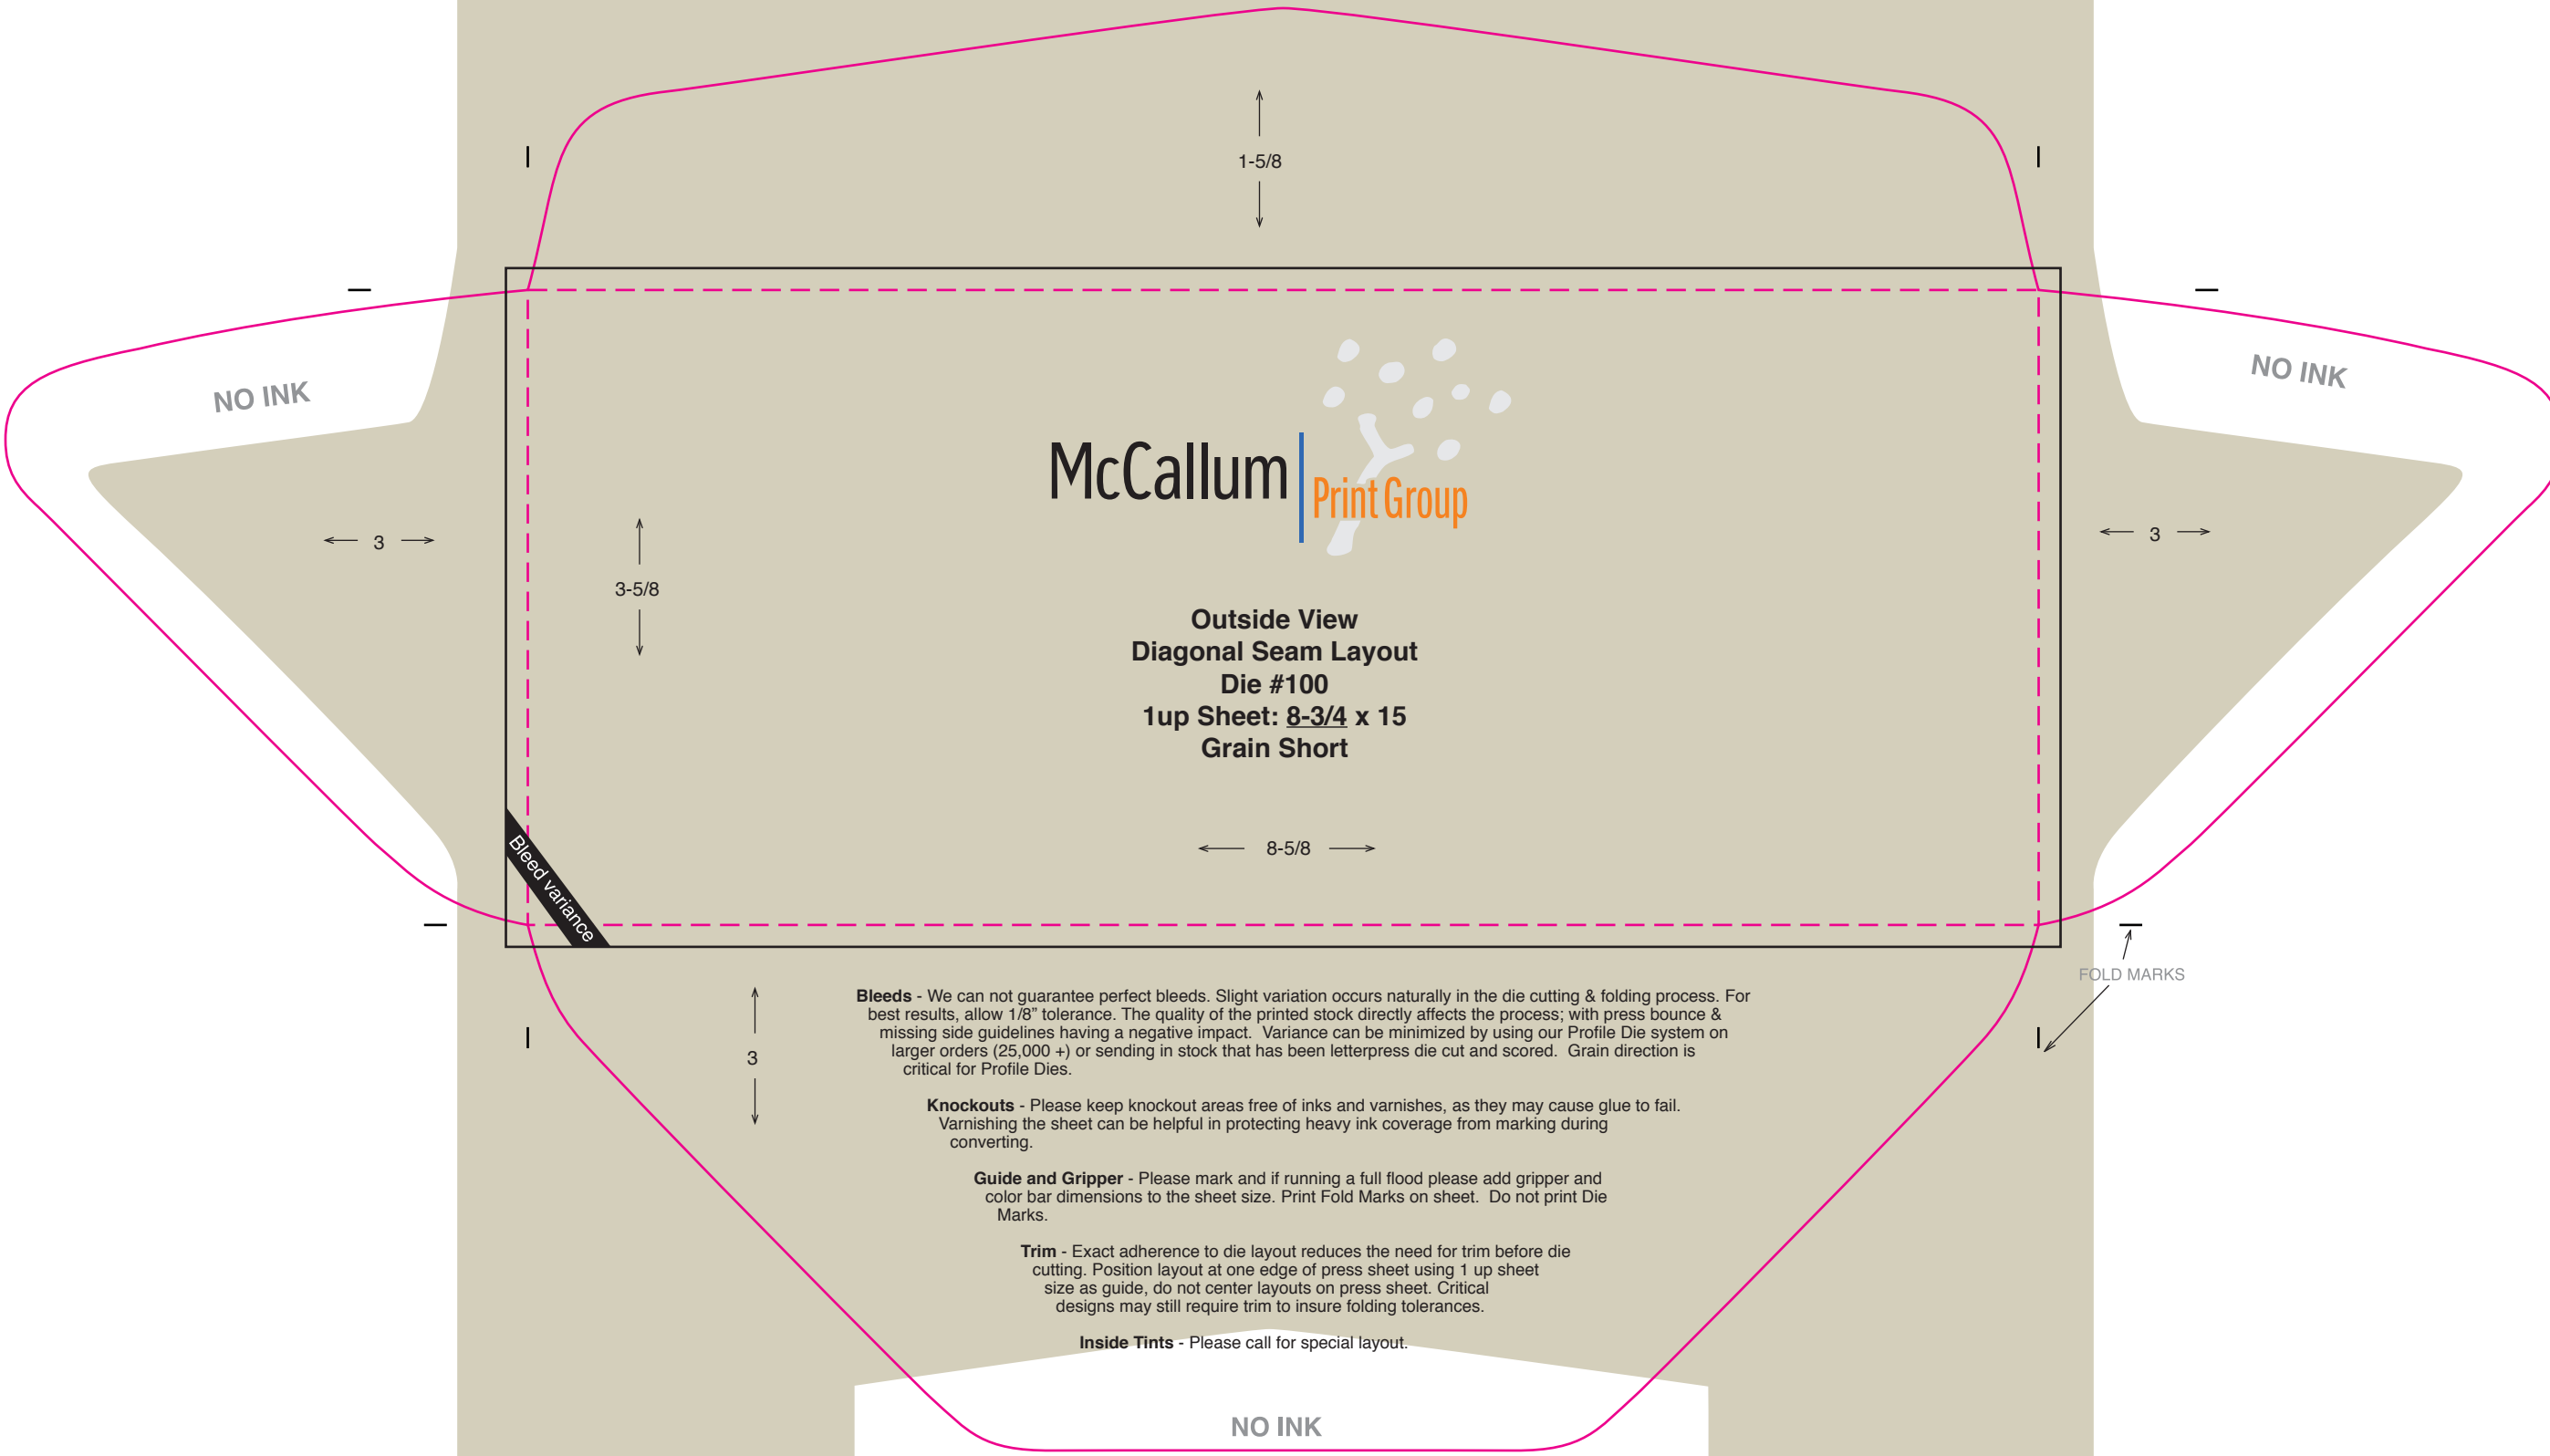 1-5/8
NO INK
NO INK
McCallum
Print Group
3
3
3-5/8
Outside View
Diagonal Seam Layout
Die #100
1up Sheet: 8-3/4 x 15
Grain Short
8-5/8
Bleed variance
FOLD MARKS
3
Bleeds - We can not guarantee perfect bleeds. Slight variation occurs naturally in the die cutting & folding process. For
best results, allow 1/8” tolerance. The quality of the printed stock directly affects the process; with press bounce &
missing side guidelines having a negative impact.  Variance can be minimized by using our Profile Die system on
larger orders (25,000 +) or sending in stock that has been letterpress die cut and scored.  Grain direction is
critical for Profile Dies.
Knockouts - Please keep knockout areas free of inks and varnishes, as they may cause glue to fail.
Varnishing the sheet can be helpful in protecting heavy ink coverage from marking during
converting.
Guide and Gripper - Please mark and if running a full flood please add gripper and
color bar dimensions to the sheet size. Print Fold Marks on sheet.  Do not print Die
Marks.
Trim - Exact adherence to die layout reduces the need for trim before die
cutting. Position layout at one edge of press sheet using 1 up sheet
size as guide, do not center layouts on press sheet. Critical
designs may still require trim to insure folding tolerances.
Inside Tints - Please call for special layout.
NO INK